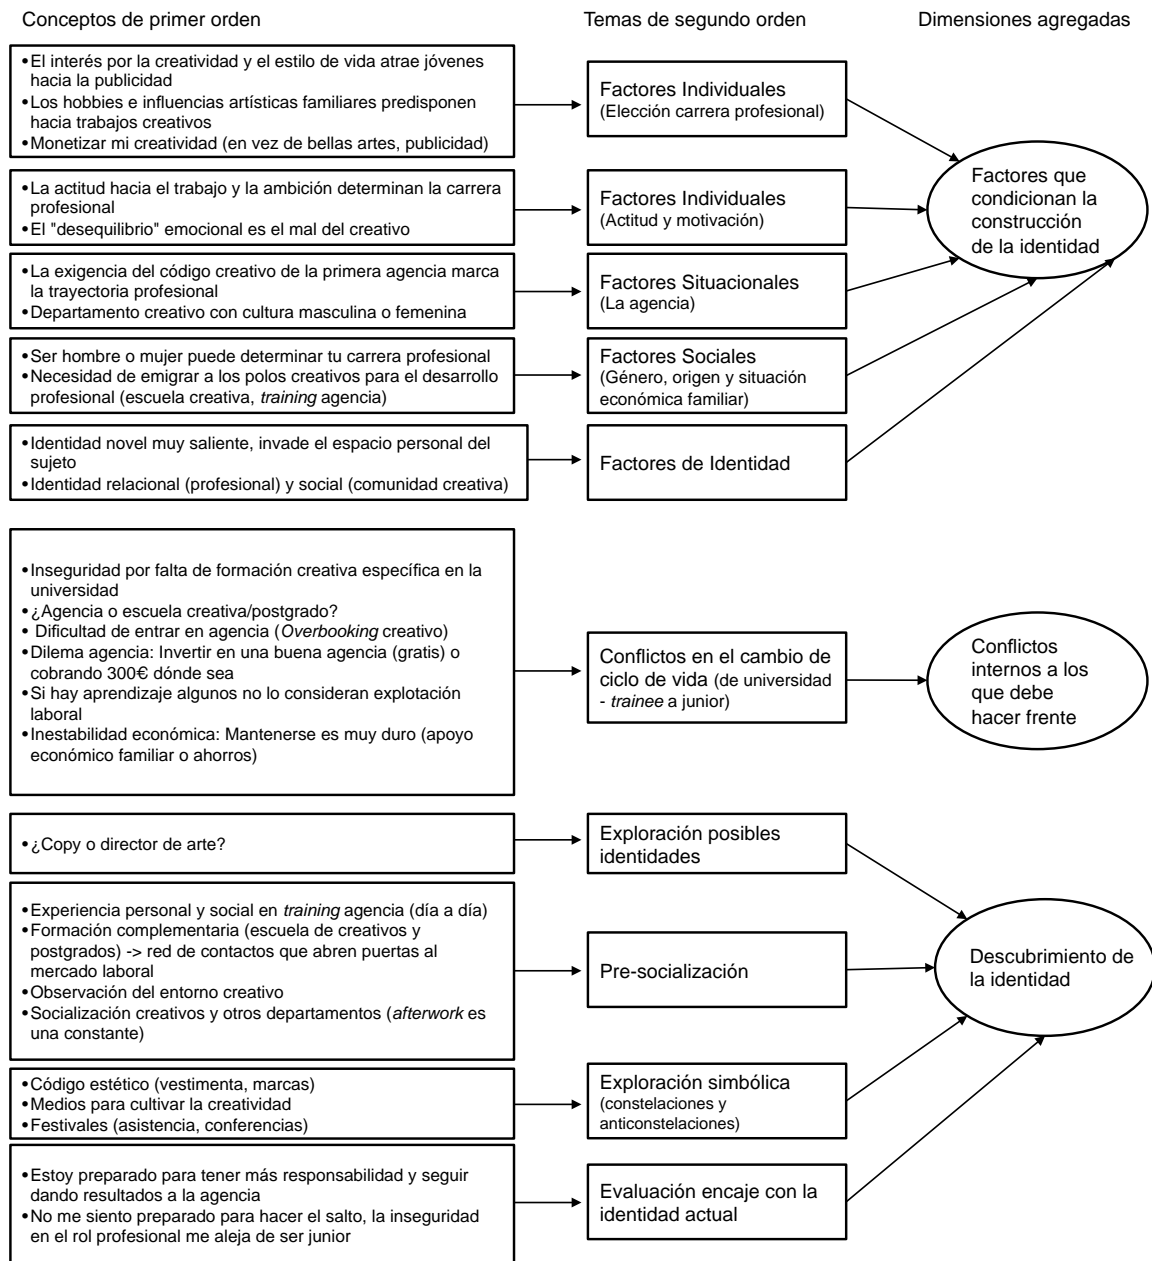 Conceptos de primer orden
Temas de segundo orden
Dimensiones agregadas
•El interés por la creatividad y el estilo de vida atrae jóvenes
hacia la publicidad
•Los hobbies e influencias artísticas familiares predisponen
hacia trabajos creativos
•Monetizar mi creatividad (en vez de bellas artes, publicidad)
Factores Individuales
(Elección carrera profesional)
•La actitud hacia el trabajo y la ambición determinan la carrera
profesional
•El "desequilibrio" emocional es el mal del creativo
Factores Individuales
(Actitud y motivación)
•La exigencia del código creativo de la primera agencia marca
la trayectoria profesional
•Departamento creativo con cultura masculina o femenina
Factores Situacionales
(La agencia)
•Ser hombre o mujer puede determinar tu carrera profesional
•Necesidad de emigrar a los polos creativos para el desarrollo
profesional (escuela creativa, training agencia)
Factores Sociales
(Género, origen y situación
económica familiar)
•Identidad novel muy saliente, invade el espacio personal del
sujeto
•Identidad relacional (profesional) y social (comunidad creativa)
Factores de Identidad
Factores que
condicionan la
construcción
de la identidad
•Inseguridad por falta de formación creativa específica en la
universidad
•¿Agencia o escuela creativa/postgrado?
• Dificultad de entrar en agencia (Overbooking creativo)
•Dilema agencia: Invertir en una buena agencia (gratis) o
cobrando 300€ dónde sea
•Si hay aprendizaje algunos no lo consideran explotación
laboral
•Inestabilidad económica: Mantenerse es muy duro (apoyo
económico familiar o ahorros)
Conflictos en el cambio de
ciclo de vida (de universidad
- trainee a junior)
Conflictos
internos a los
que debe
hacer frente
•¿Copy o director de arte?
Exploración posibles
identidades
•Experiencia personal y social en training agencia (día a día)
•Formación complementaria (escuela de creativos y
postgrados) -> red de contactos que abren puertas al
mercado laboral
•Observación del entorno creativo
•Socialización creativos y otros departamentos (afterwork es
una constante)
Pre-socialización
•Código estético (vestimenta, marcas)
•Medios para cultivar la creatividad
•Festivales (asistencia, conferencias)
Exploración simbólica
(constelaciones y
anticonstelaciones)
•Estoy preparado para tener más responsabilidad y seguir
dando resultados a la agencia
•No me siento preparado para hacer el salto, la inseguridad
en el rol profesional me aleja de ser junior
Evaluación encaje con la
identidad actual
Descubrimiento de
la identidad